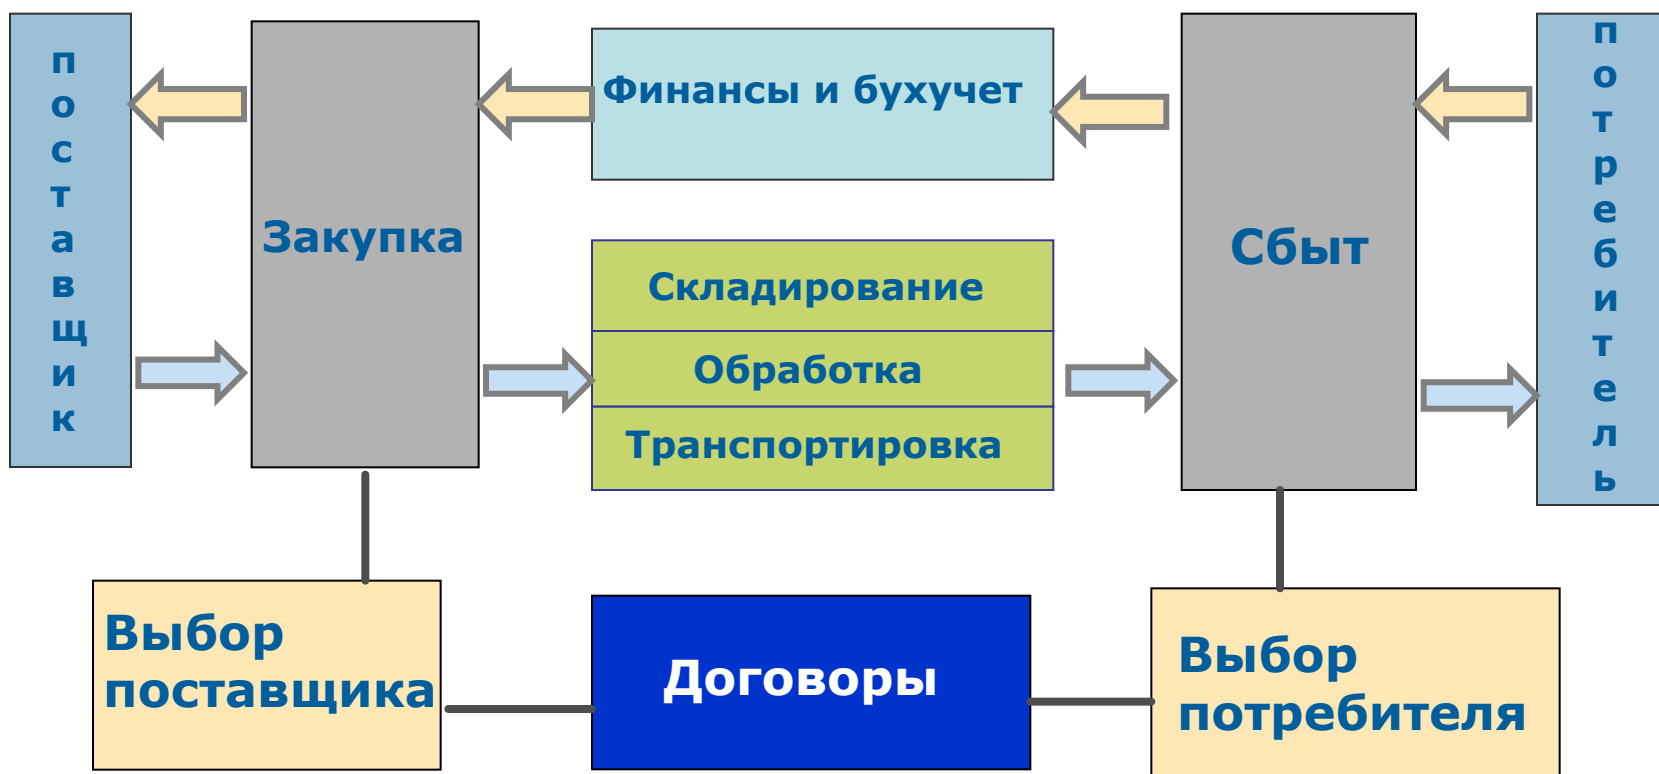 поставщик
Закупка
Финансы и бухучет
Складирование
Обработка
Транспортировка
Сбыт
потребитель
Выбор
поставщика
Договоры
Выбор
потребителя